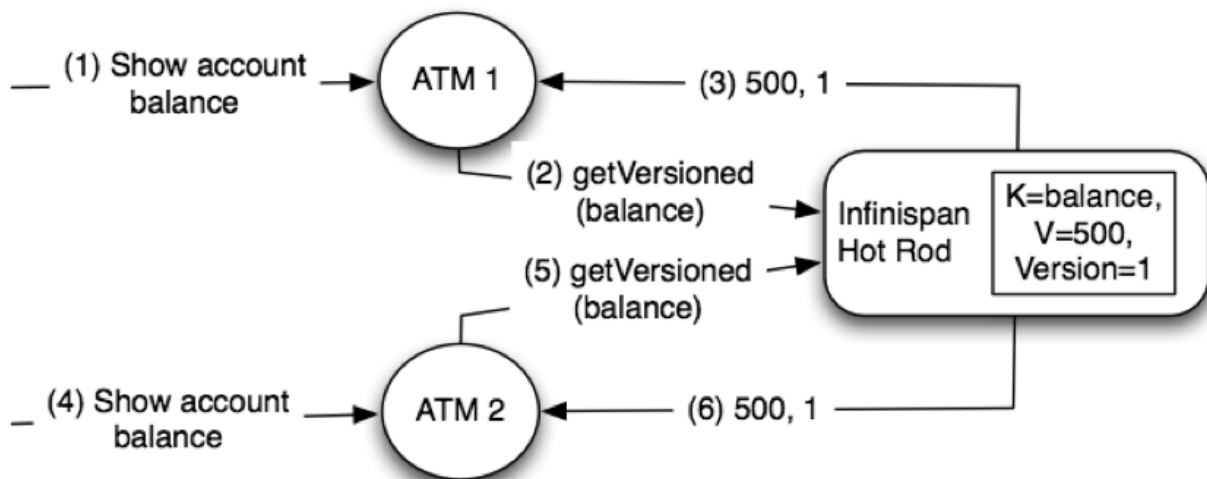 (1) Show account
balance
ATM 1
(3) 500, 1
(2) getVersioned
(balance)
Infinispan
Hot Rod
K=balance,
V=500,
Version=1
(5) getVersioned
(balance)
(4) Show account
balance
ATM 2
(6) 500, 1